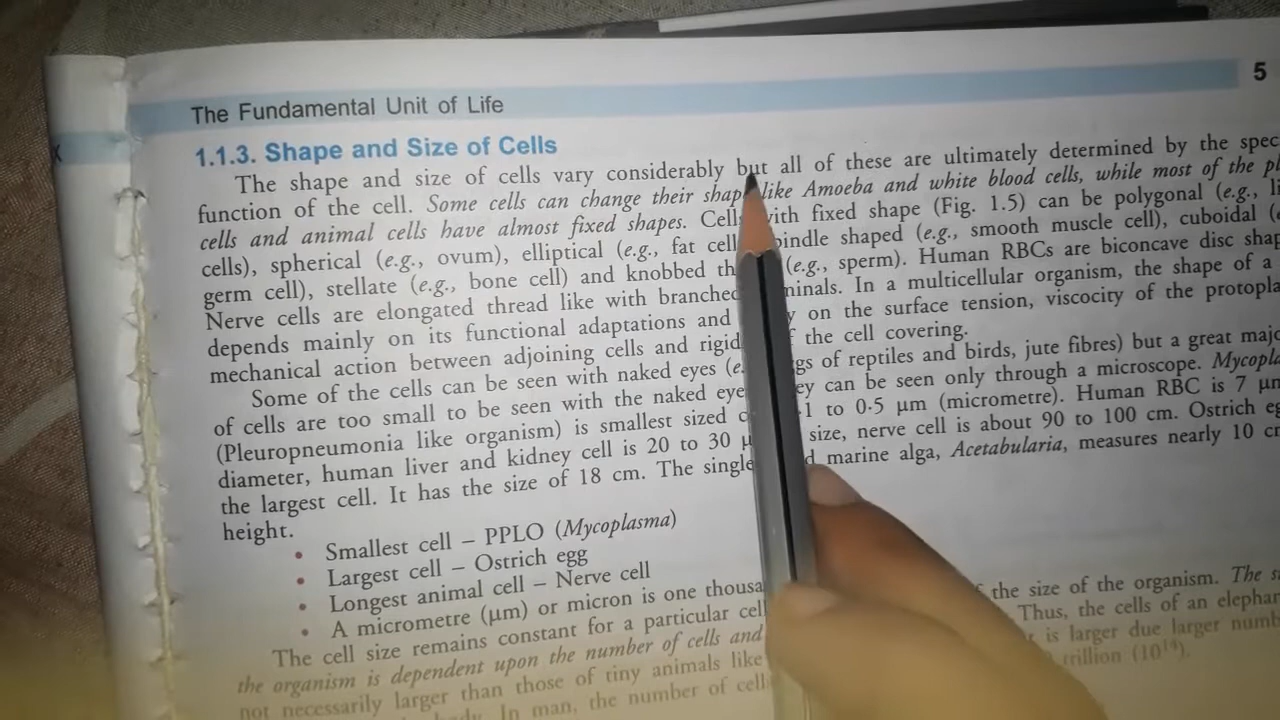 The Fundamental Unit of Life
5
1.1.3. Shape and Size of Cells
The shape and size of cells vary considerably but all of these are ultimately determined by the spec
function of the cell. Some cells can change their shap like Amoeba and white blood cells, while most of the pl
cells and animal cells have almost fixed shapes. Cell with fixed shape (Fig. 1.5) can be polygonal (e.g., li
cells), spherical (e.g., ovum), elliptical (e.g., fat cell pindle shaped (e.g., smooth muscle cell), cuboidal (
germ cell), stellate (e.g., bone cell) and knobbed th (e.g., sperm). Human RBCs are biconcave disc shap
Nerve cells are elongated thread like with branched minals. In a multicellular organism, the shape of a
depends mainly on its functional adaptations and y on the surface tension, viscosity of the protopla
mechanical action between adjoining cells and rigid the cell covering.
Some of the cells can be seen with naked eyes (e. gs of reptiles and birds, jute fibres) but a great majo
of cells are too small to be seen with the naked eye ey can be seen only through a microscope. Mycopla
(Pleuropneumonia like organism) is smallest sized 1 to 0.5 μm (micrometre). Human RBC is 7 μm
diameter, human liver and kidney cell is 20 to 30 μ size, nerve cell is about 90 to 100 cm. Ostrich eg
the largest cell. It has the size of 18 cm. The single d marine alga, Acetabularia, measures nearly 10 c
height.
• Smallest cell – PPLO (Mycoplasma)
• Largest cell – Ostrich egg
• Longest animal cell – Nerve cell
• A micrometre (μm) or micron is one thousa
The cell size remains constant for a particular cel the size of the organism. The s
the organism is dependent upon the number of cells and Thus, the cells of an elephan
not necessarily larger than those of tiny animals like is larger due larger numb
body. In man, the number of cell trillion (10¹⁴).